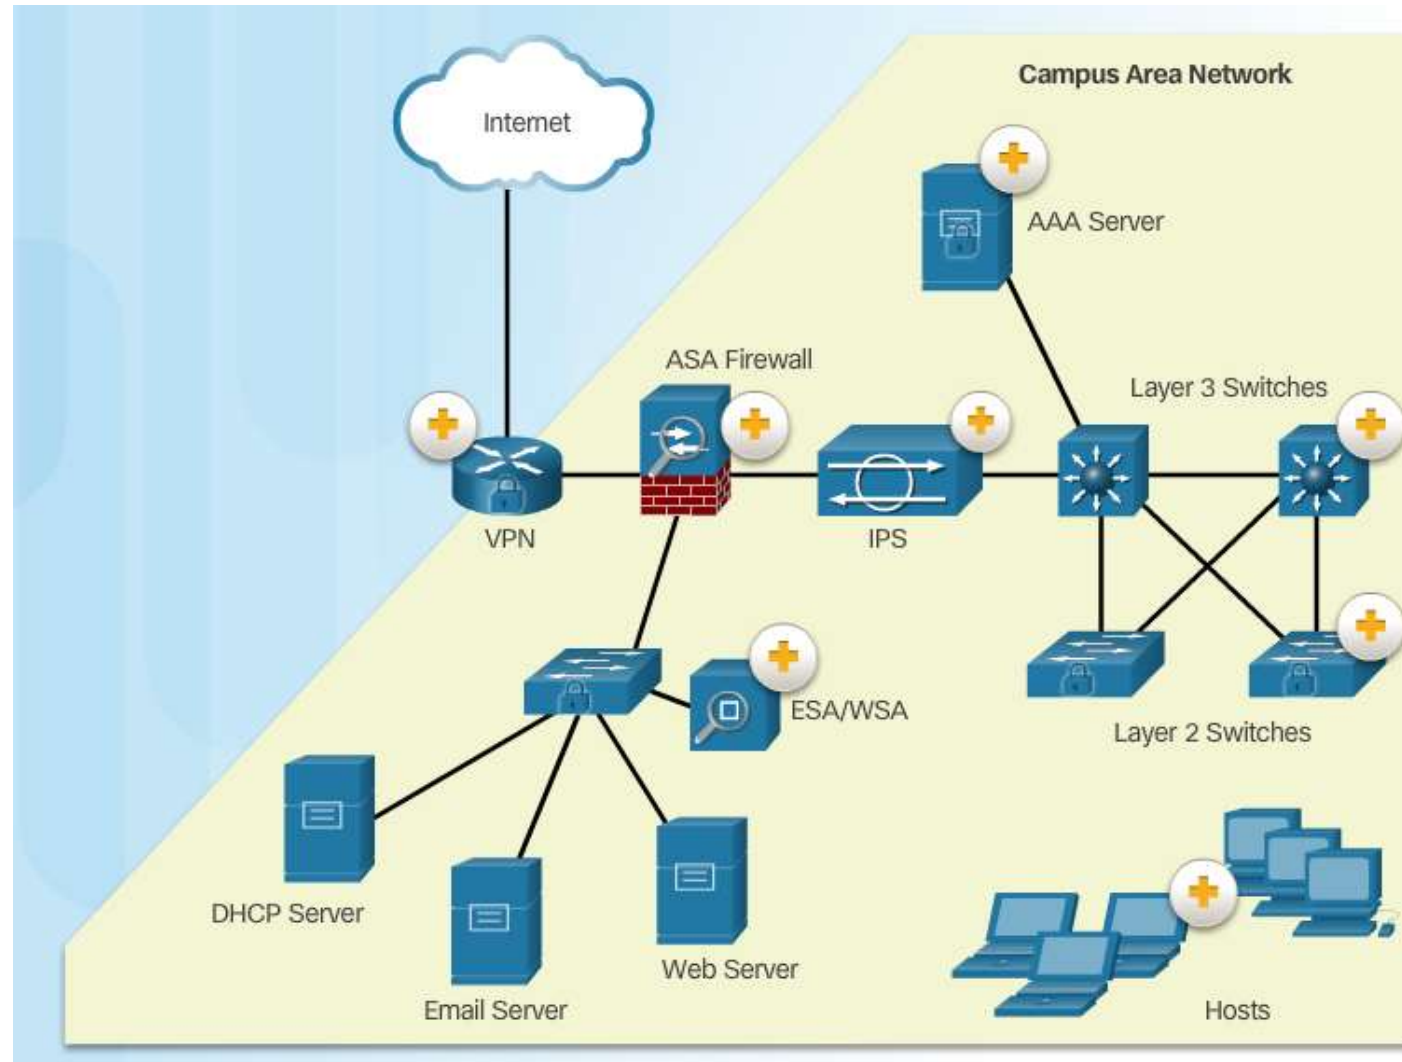 Campus Area Network
Internet
AAA Server
ASA Firewall
Layer 3 Switches
VPN
IPS
ESA/WSA
Layer 2 Switches
DHCP Server
Web Server
Email Server
Hosts